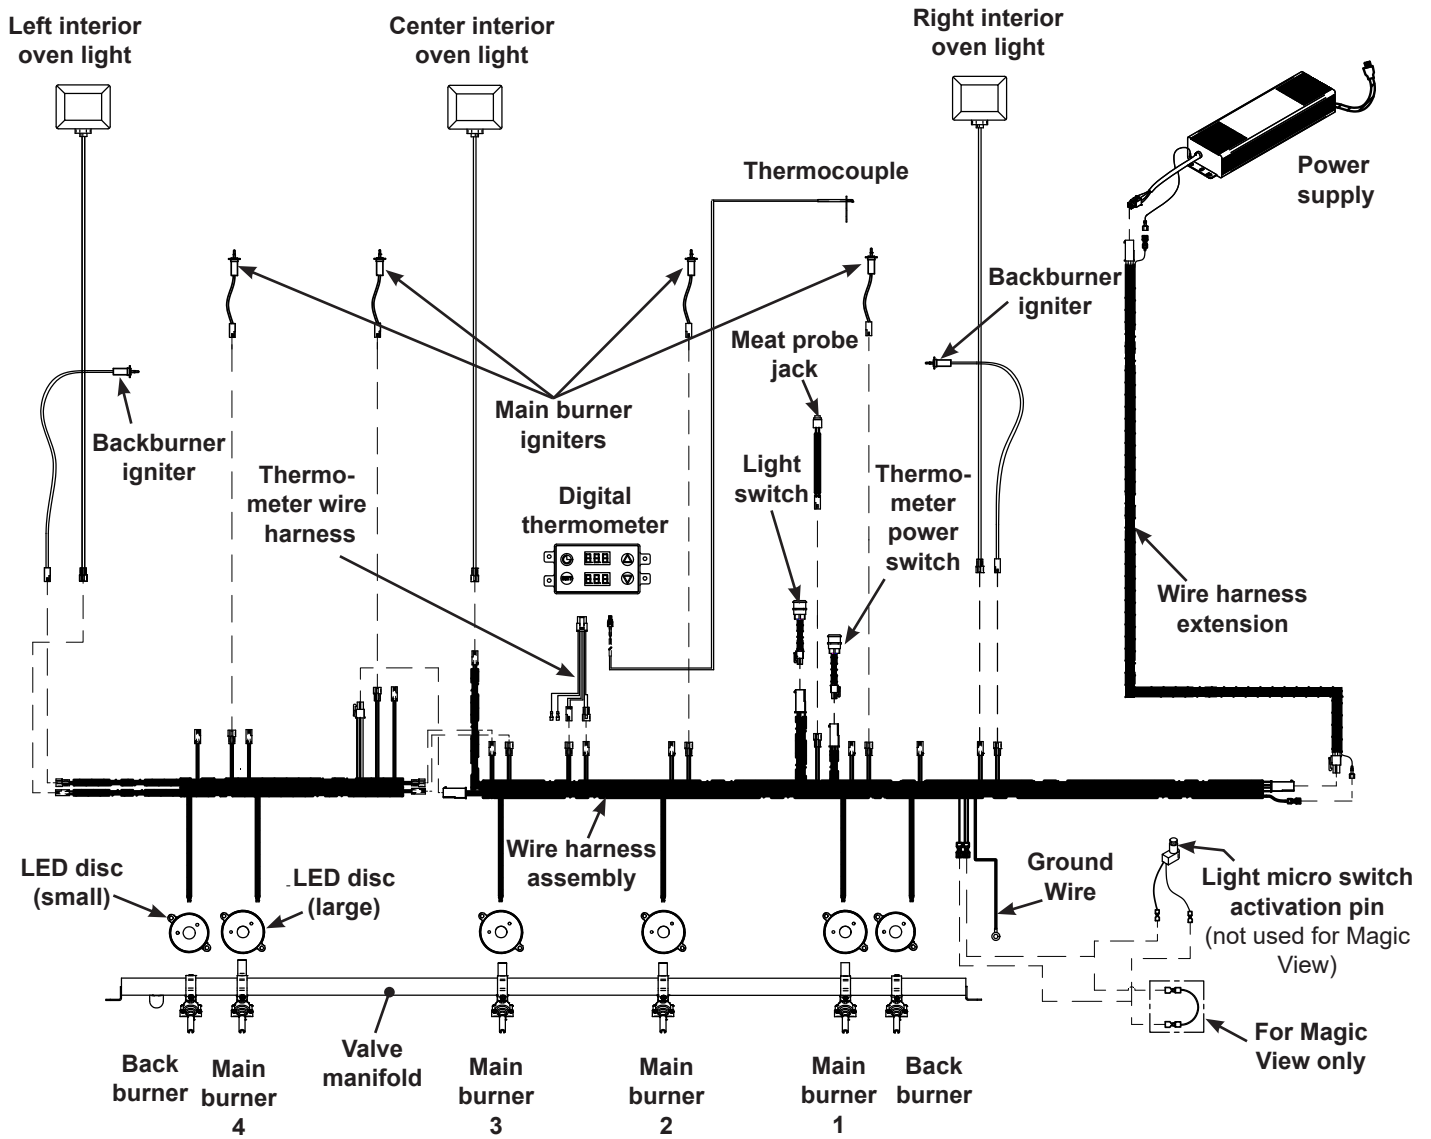 Left interior
oven light
Center interior
oven light
Right interior
oven light
Power
supply
Thermocouple
Backburner
igniter
Meat probe
jack
Main burner
igniters
Backburner
igniter
Light
switch
Thermo-
meter
power
switch
Thermo-
meter wire
harness
Digital
thermometer
Wire harness
extension
Wire harness
assembly
LED disc
(small)
LED disc
(large)
Ground
Wire
Light micro switch
activation pin
(not used for Magic
View)
For Magic
View only
Valve
manifold
Back
burner
Main
burner
4
Main
burner
3
Main
burner
2
Main
burner
1
Back
burner